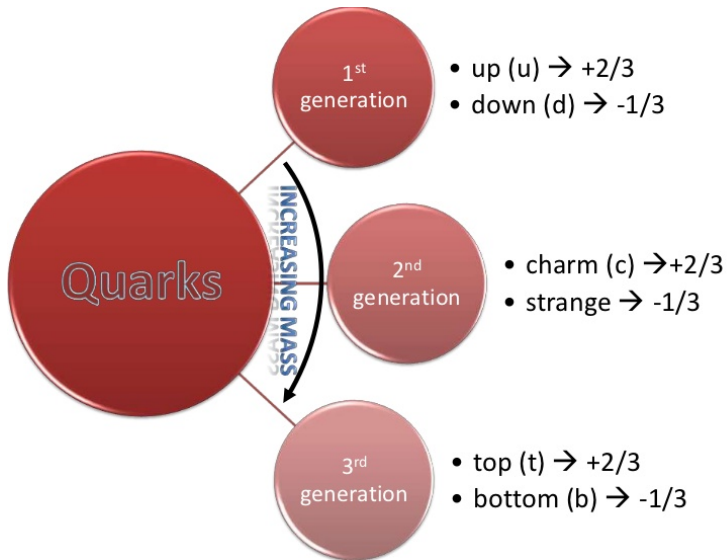 1st
generation
• up (u) → +2/3
• down (d) → -1/3
Quarks
INCREASING MASS
2nd
generation
• charm (c) →+2/3
• strange → -1/3
3rd
generation
• top (t) → +2/3
• bottom (b) → -1/3